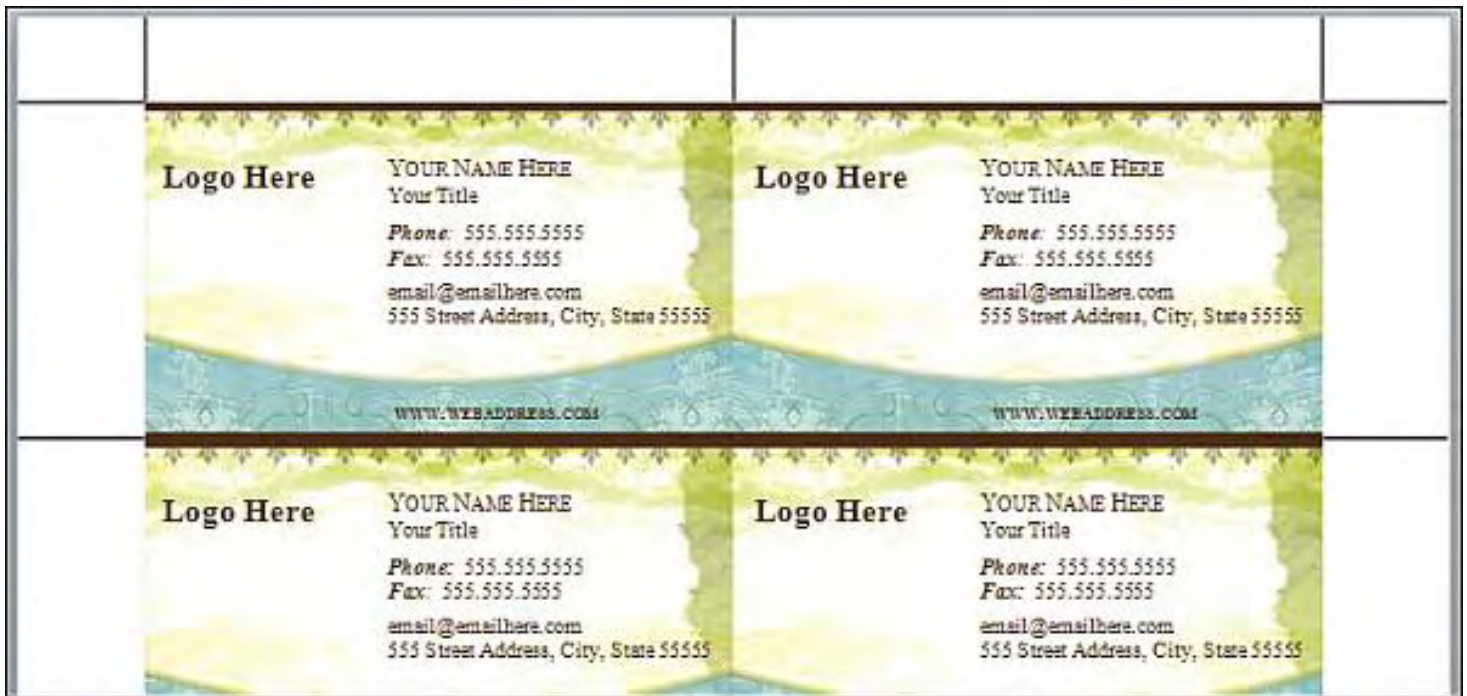 Logo Here
YOUR NAME HERE
Your Title
Phone: 555.555.5555
Fax: 555.555.5555
email@emailhere.com
555 Street Address, City, State 55555
WWW.WEBADDRESS.COM
Logo Here
YOUR NAME HERE
Your Title
Phone: 555.555.5555
Fax: 555.555.5555
email@emailhere.com
555 Street Address, City, State 55555
WWW.WEBADDRESS.COM
Logo Here
YOUR NAME HERE
Your Title
Phone: 555.555.5555
Fax: 555.555.5555
email@emailhere.com
555 Street Address, City, State 55555
Logo Here
YOUR NAME HERE
Your Title
Phone: 555.555.5555
Fax: 555.555.5555
email@emailhere.com
555 Street Address, City, State 55555